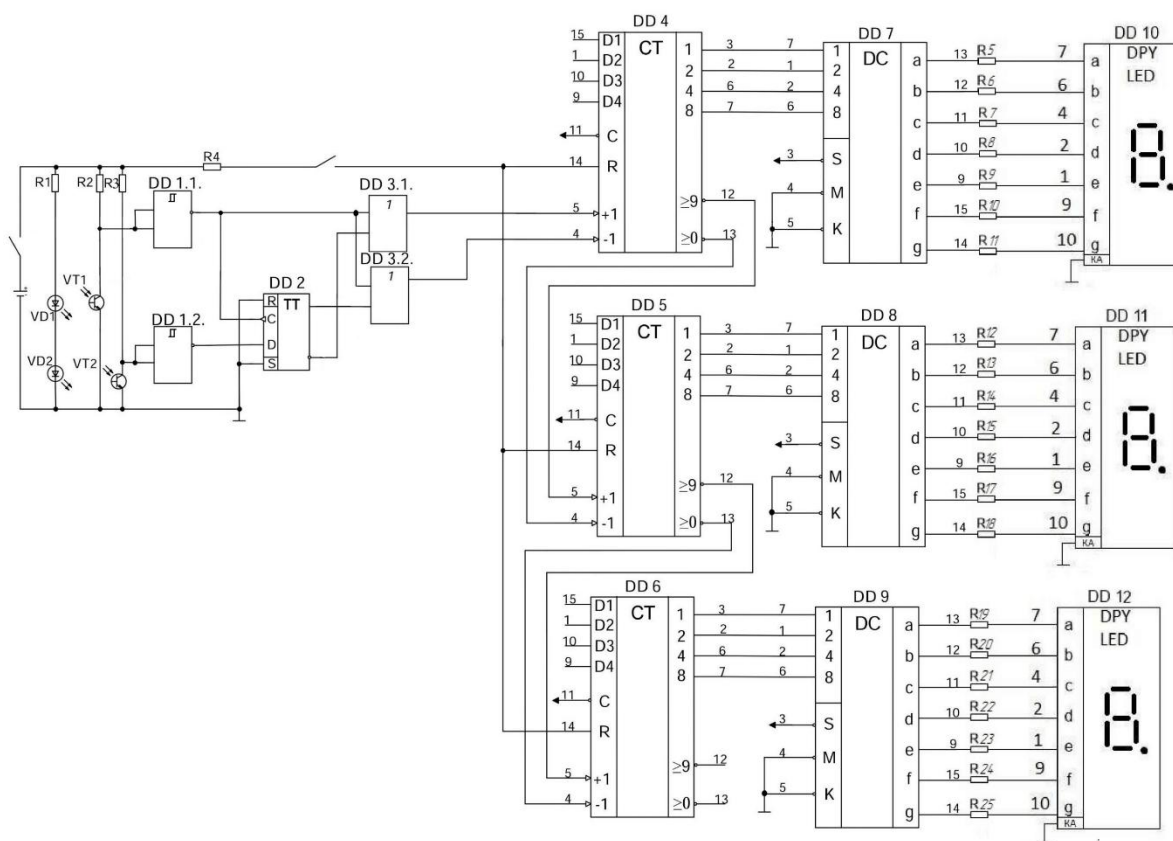 DD 4
15 D1 CT 1 3 7
1 D2 2 2 1
10 D3 4 6 2
9 D4 8 7 6
11 C
14 R
5 +1 ≥9 12
4 -1 ≥0 13
DD 7
1 DC a 13 R5 7
2 b 12 R6 6
4 c 11 R7 4
8 d 10 R8 2
3 S e 9 R9 1
4 M f 15 R10 9
5 K g 14 R11 10
DD 10
a DPY
LED
b
c
d
e
f
g
КА
R4
R1 R2 R3
DD 1.1.
DD 3.1.
1
DD 3.2.
1
VT1
VD1
DD 2
R TT
C
D
S
DD 1.2.
VD2 VT2
DD 5
15 D1 CT 1 3 7
1 D2 2 2 1
10 D3 4 6 2
9 D4 8 7 6
11 C
14 R
5 +1 ≥9 12
4 -1 ≥0 13
DD 8
1 DC a 13 R12 7
2 b 12 R13 6
4 c 11 R14 4
8 d 10 R15 2
3 S e 9 R16 1
4 M f 15 R17 9
5 K g 14 R18 10
DD 11
a DPY
LED
b
c
d
e
f
g
КА
DD 6
15 D1 CT 1 3 7
1 D2 2 2 1
10 D3 4 6 2
9 D4 8 7 6
11 C
14 R
5 +1 ≥9 12
4 -1 ≥0 13
DD 9
1 DC a 13 R19 7
2 b 12 R20 6
4 c 11 R21 4
8 d 10 R22 2
3 S e 9 R23 1
4 M f 15 R24 9
5 K g 14 R25 10
DD 12
a DPY
LED
b
c
d
e
f
g
КА